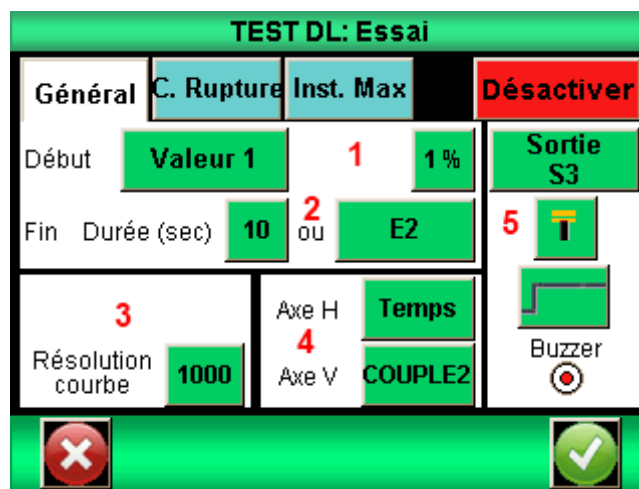 TEST DL: Essai
Général
C. Rupture
Inst. Max
Désactiver
Début
Valeur 1
1
1 %
Fin
Durée (sec)
10
2
ou
E2
3
Résolution
courbe
1000
Axe H
Temps
4
Axe V
COUPLE2
Sortie
S3
5
Buzzer